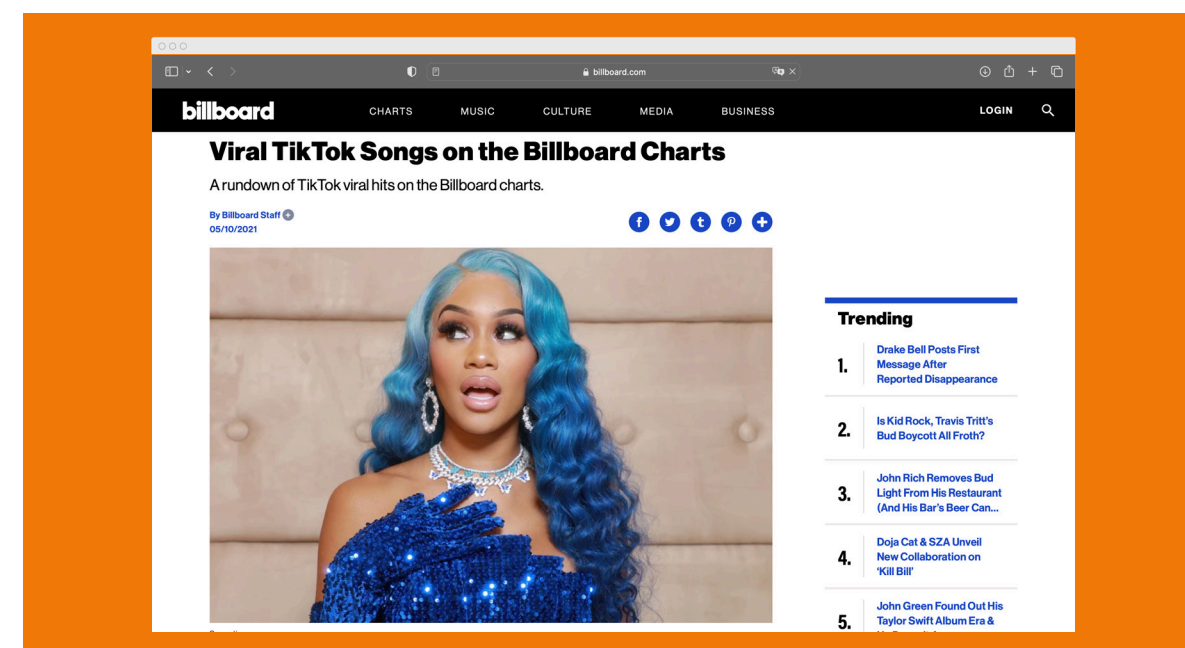 billboard.com
billboard
CHARTS
MUSIC
CULTURE
MEDIA
BUSINESS
LOGIN
Viral TikTok Songs on the Billboard Charts
A rundown of TikTok viral hits on the Billboard charts.
By Billboard Staff
05/10/2021
Trending
1.
Drake Bell Posts First
Message After
Reported Disappearance
2.
Is Kid Rock, Travis Tritt's
Bud Boycott All Froth?
3.
John Rich Removes Bud
Light From His Restaurant
(And His Bar's Beer Can...
4.
Doja Cat & SZA Unveil
New Collaboration on
'Kill Bill'
5.
John Green Found Out His
Taylor Swift Album Era &